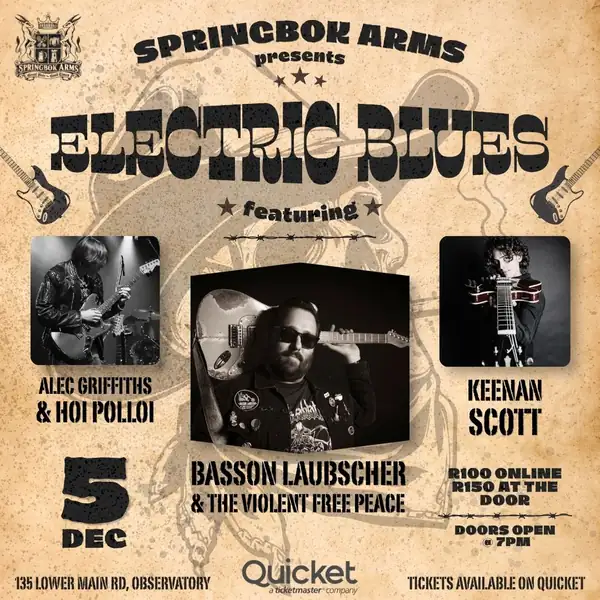 SPRINGBOK ARMS
SPRINGBOK ARMS
presents
ELECTRIC BLUES
featuring
ALEC GRIFFITHS
& HOI POLLOI
BASSON LAUBSCHER
& THE VIOLENT FREE PEACE
KEENAN
SCOTT
5
DEC
R100 ONLINE
R150 AT THE
DOOR
DOORS OPEN
@ 7PM
135 LOWER MAIN RD, OBSERVATORY
Quicket
a ticketmaster company
TICKETS AVAILABLE ON QUICKET